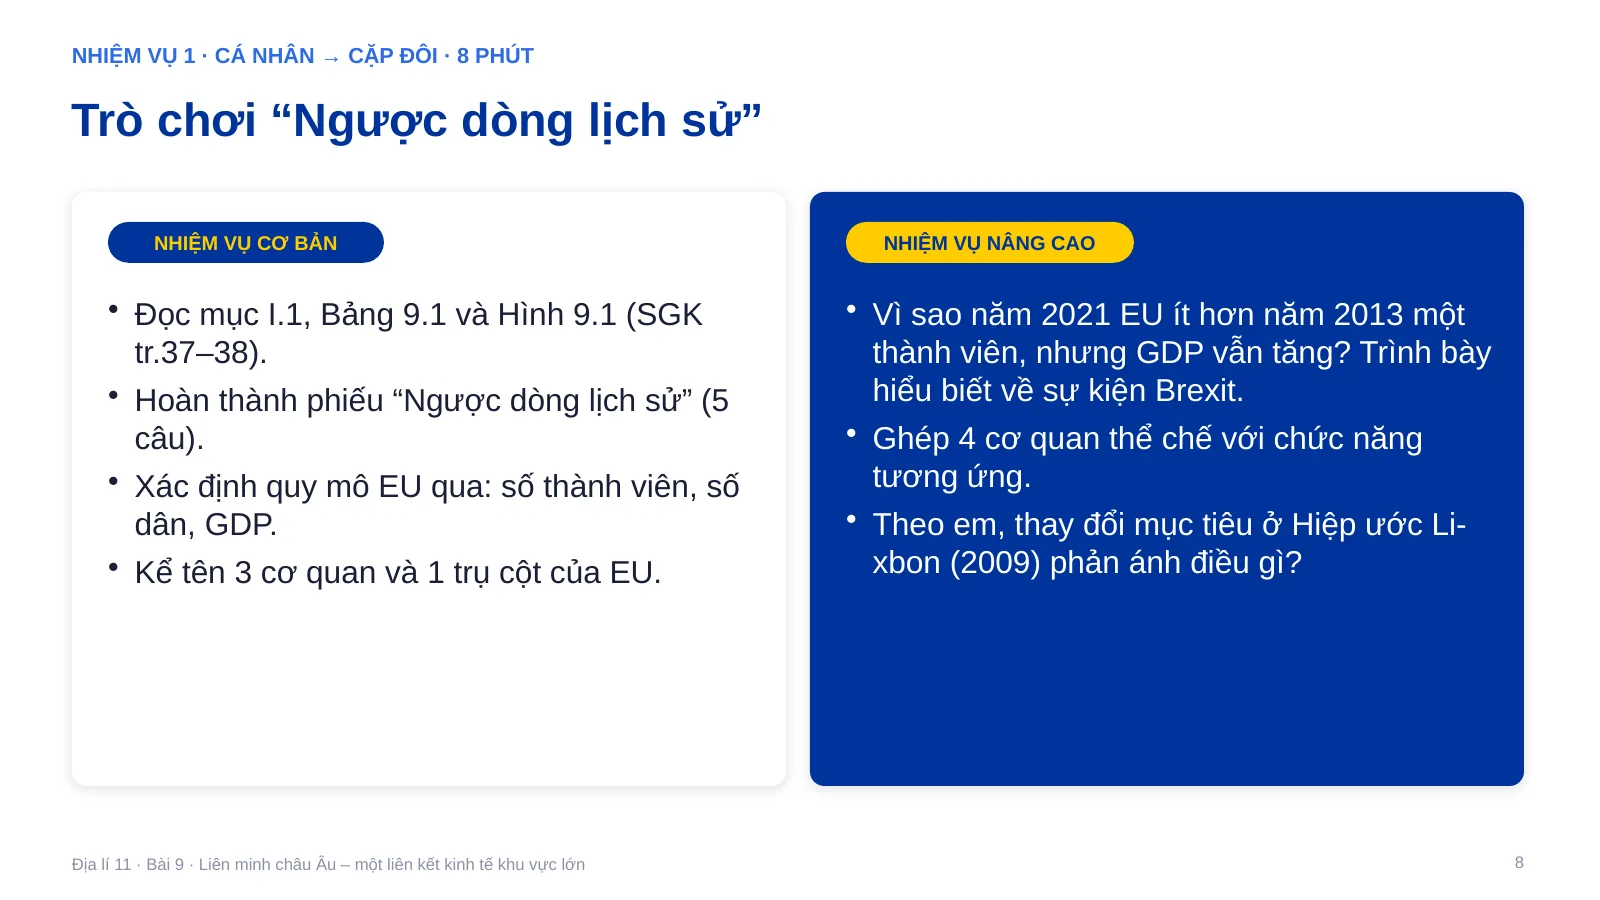 NHIỆM VỤ 1 · CÁ NHÂN → CẶP ĐÔI · 8 PHÚT
Trò chơi “Ngược dòng lịch sử”
NHIỆM VỤ CƠ BẢN
• Đọc mục I.1, Bảng 9.1 và Hình 9.1 (SGK
tr.37–38).
• Hoàn thành phiếu “Ngược dòng lịch sử” (5
câu).
• Xác định quy mô EU qua: số thành viên, số
dân, GDP.
• Kể tên 3 cơ quan và 1 trụ cột của EU.
NHIỆM VỤ NÂNG CAO
• Vì sao năm 2021 EU ít hơn năm 2013 một
thành viên, nhưng GDP vẫn tăng? Trình bày
hiểu biết về sự kiện Brexit.
• Ghép 4 cơ quan thể chế với chức năng
tương ứng.
• Theo em, thay đổi mục tiêu ở Hiệp ước Li-
xbon (2009) phản ánh điều gì?
Địa lí 11 · Bài 9 · Liên minh châu Âu – một liên kết kinh tế khu vực lớn
8